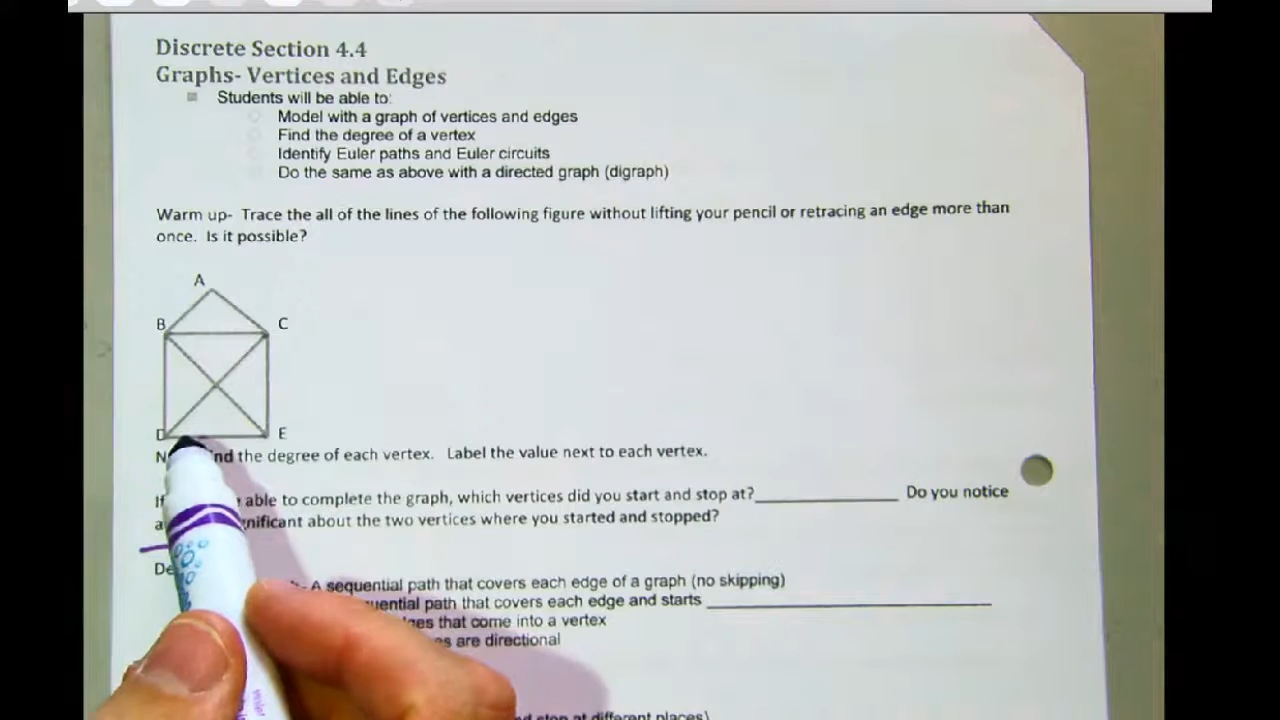 Discrete Section 4.4
Graphs- Vertices and Edges
Students will be able to:
Model with a graph of vertices and edges
Find the degree of a vertex
Identify Euler paths and Euler circuits
Do the same as above with a directed graph (digraph)
Warm up- Trace the all of the lines of the following figure without lifting your pencil or retracing an edge more than
once. Is it possible?
A
B C
D E
the degree of each vertex. Label the value next to each vertex.
able to complete the graph, which vertices did you start and stop at?____________ Do you notice
about the two vertices where you started and stopped?
A sequential path that covers each edge of a graph (no skipping)
path that covers each edge and starts ____________
that come into a vertex
are directional
stop at different places)